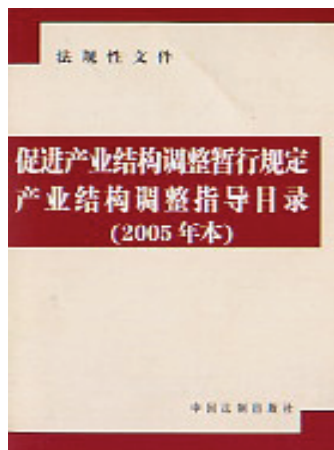 法规性文件
促进产业结构调整暂行规定
产业结构调整指导目录
(2005年本)
中国法制出版社